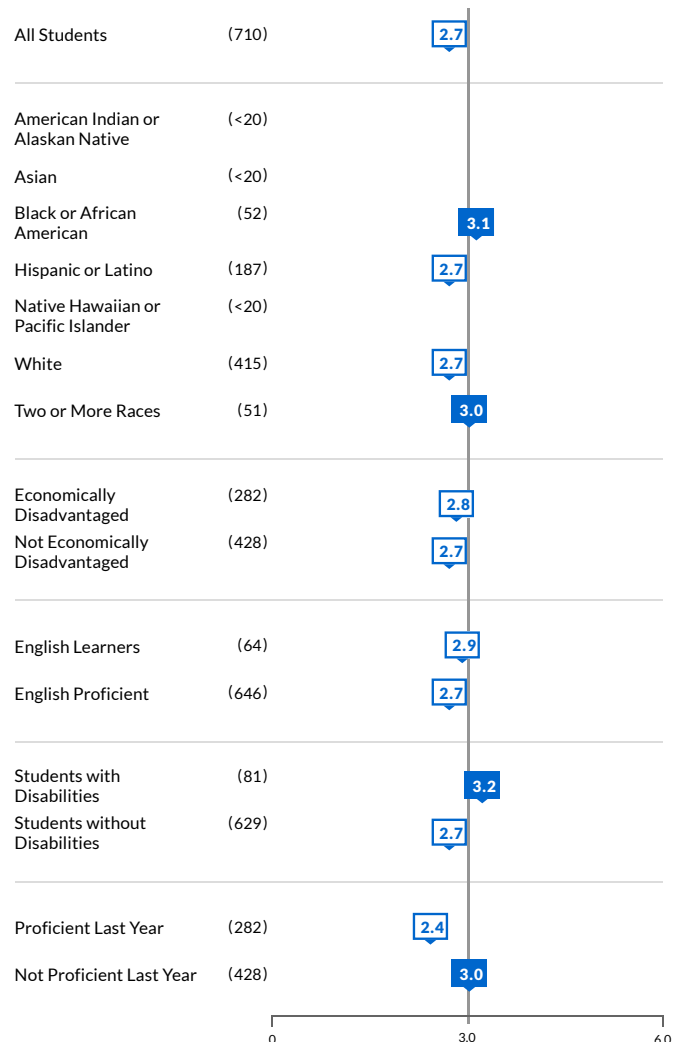 All Students (710) 2.7
American Indian or (<20)
Alaskan Native
Asian (<20)
Black or African (52) 3.1
American
Hispanic or Latino (187) 2.7
Native Hawaiian or (<20)
Pacific Islander
White (415) 2.7
Two or More Races (51) 3.0
Economically (282) 2.8
Disadvantaged
Not Economically (428) 2.7
Disadvantaged
English Learners (64) 2.9
English Proficient (646) 2.7
Students with (81) 3.2
Disabilities
Students without (629) 2.7
Disabilities
Proficient Last Year (282) 2.4
Not Proficient Last Year (428) 3.0
0 3.0 6.0